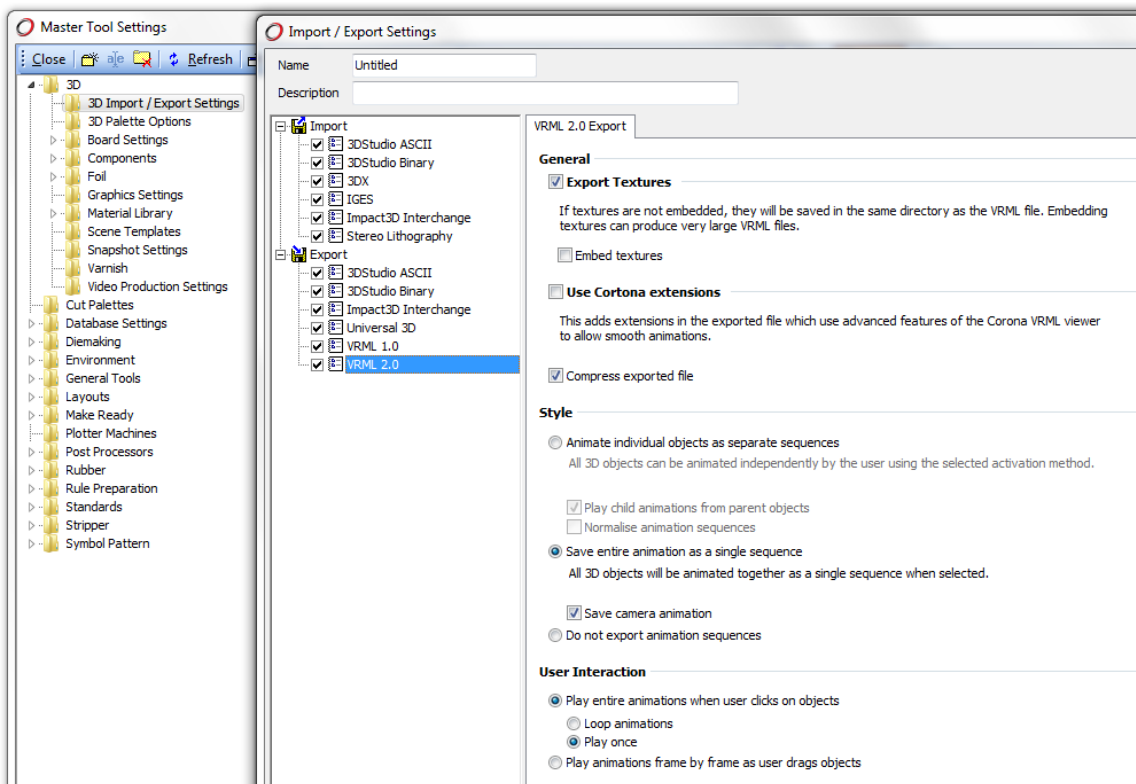 Master Tool Settings
Close
Refresh
3D
3D Import / Export Settings
3D Palette Options
Board Settings
Components
Foil
Graphics Settings
Material Library
Scene Templates
Snapshot Settings
Varnish
Video Production Settings
Cut Palettes
Database Settings
Diemaking
Environment
General Tools
Layouts
Make Ready
Plotter Machines
Post Processors
Rubber
Rule Preparation
Standards
Stripper
Symbol Pattern
Import / Export Settings
Name Untitled
Description
Import
3DStudio ASCII
3DStudio Binary
3DX
IGES
Impact3D Interchange
Stereo Lithography
Export
3DStudio ASCII
3DStudio Binary
Impact3D Interchange
Universal 3D
VRML 1.0
VRML 2.0
VRML 2.0 Export
General
Export Textures
If textures are not embedded, they will be saved in the same directory as the VRML file. Embedding
textures can produce very large VRML files.
Embed textures
Use Cortona extensions
This adds extensions in the exported file which use advanced features of the Corona VRML viewer
to allow smooth animations.
Compress exported file
Style
Animate individual objects as separate sequences
All 3D objects can be animated independently by the user using the selected activation method.
Play child animations from parent objects
Normalise animation sequences
Save entire animation as a single sequence
All 3D objects will be animated together as a single sequence when selected.
Save camera animation
Do not export animation sequences
User Interaction
Play entire animations when user clicks on objects
Loop animations
Play once
Play animations frame by frame as user drags objects